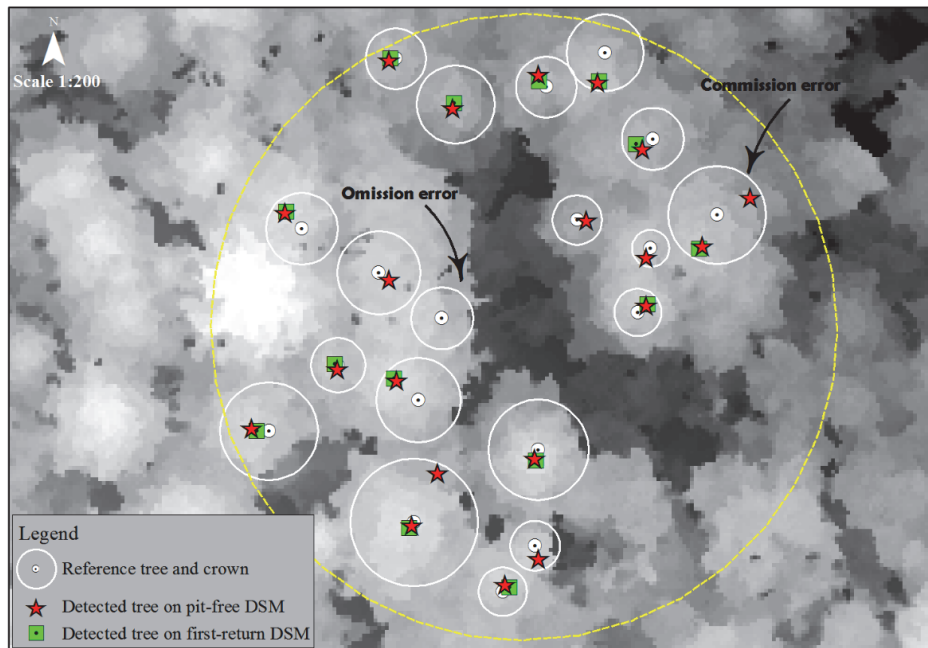 N
Scale 1:200
Commission error
Omission error
Legend
Reference tree and crown
Detected tree on pit-free DSM
Detected tree on first-return DSM